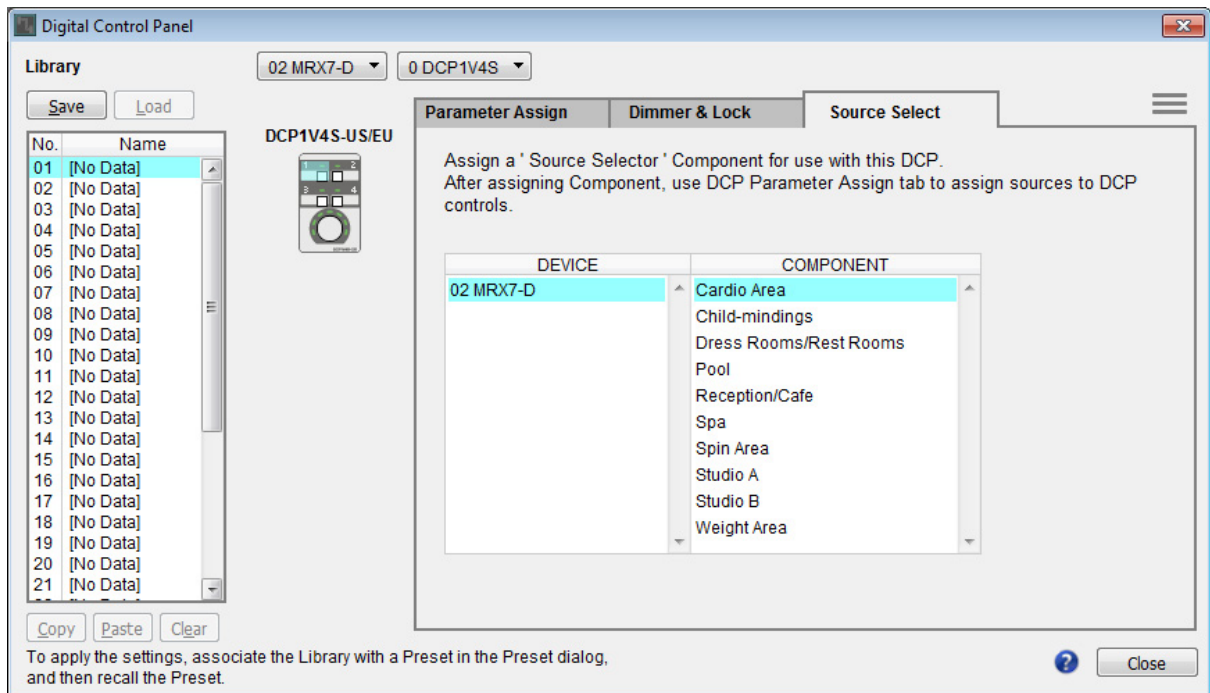 Digital Control Panel
Library
02 MRX7-D
0 DCP1V4S
Save
Load
Parameter Assign
Dimmer & Lock
Source Select
DCP1V4S-US/EU
No. Name
01 [No Data]
02 [No Data]
03 [No Data]
04 [No Data]
05 [No Data]
06 [No Data]
07 [No Data]
08 [No Data]
09 [No Data]
10 [No Data]
11 [No Data]
12 [No Data]
13 [No Data]
14 [No Data]
15 [No Data]
16 [No Data]
17 [No Data]
18 [No Data]
19 [No Data]
20 [No Data]
21 [No Data]
1 2
3 4
Assign a ' Source Selector ' Component for use with this DCP.
After assigning Component, use DCP Parameter Assign tab to assign sources to DCP
controls.
DEVICE COMPONENT
02 MRX7-D
Cardio Area
Child-mindings
Dress Rooms/Rest Rooms
Pool
Reception/Cafe
Spa
Spin Area
Studio A
Studio B
Weight Area
Copy
Paste
Clear
To apply the settings, associate the Library with a Preset in the Preset dialog,
and then recall the Preset.
?
Close